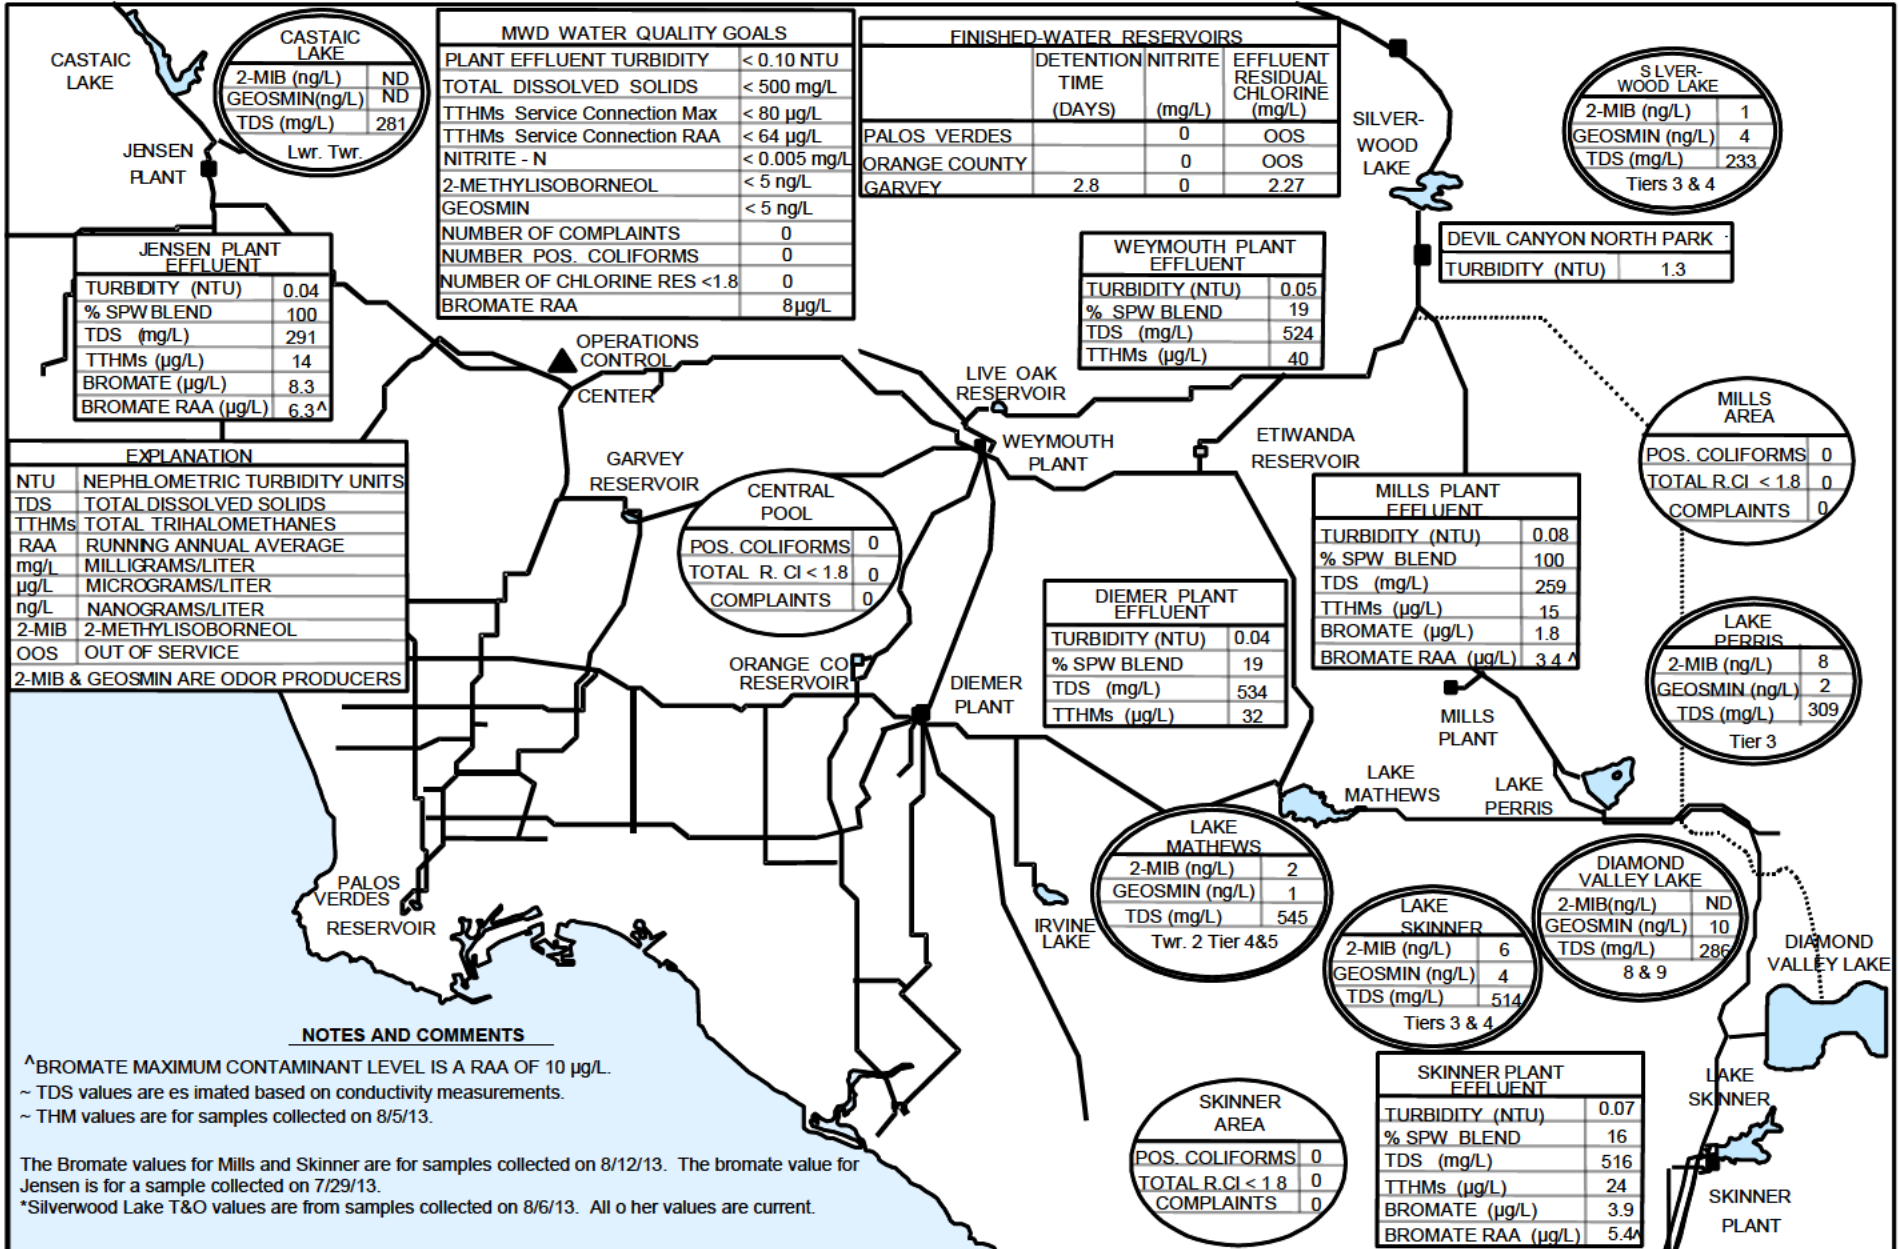 CASTAIC
LAKE
CASTAIC
LAKE
2-MIB (ng/L) ND
GEOSMIN(ng/L) ND
TDS (mg/L) 281
Lwr. Twr.
JENSEN
PLANT
MWD WATER QUALITY GOALS
PLANT EFFLUENT TURBIDITY < 0.10 NTU
TOTAL DISSOLVED SOLIDS < 500 mg/L
TTHMs Service Connection Max < 80 µg/L
TTHMs Service Connection RAA < 64 µg/L
NITRITE - N < 0.005 mg/L
2-METHYLISOBORNEOL < 5 ng/L
GEOSMIN < 5 ng/L
NUMBER OF COMPLAINTS 0
NUMBER POS. COLIFORMS 0
NUMBER OF CHLORINE RES <1.8 0
BROMATE RAA 8µg/L
FINISHED-WATER RESERVOIRS
DETENTION NITRITE EFFLUENT
TIME RESIDUAL
CHLORINE
(DAYS) (mg/L) (mg/L)
PALOS VERDES 0 OOS
ORANGE COUNTY 0 OOS
GARVEY 2.8 0 2.27
SILVER-
WOOD
LAKE
S LVER-
WOOD LAKE
2-MIB (ng/L) 1
GEOSMIN (ng/L) 4
TDS (mg/L) 233
Tiers 3 & 4
DEVIL CANYON NORTH PARK
TURBIDITY (NTU) 1.3
JENSEN PLANT
EFFLUENT
TURBIDITY (NTU) 0.04
% SPW BLEND 100
TDS (mg/L) 291
TTHMs (µg/L) 14
BROMATE (µg/L) 8.3
BROMATE RAA (µg/L) 6.3^
WEYMOUTH PLANT
EFFLUENT
TURBIDITY (NTU) 0.05
% SPW BLEND 19
TDS (mg/L) 524
TTHMs (µg/L) 40
OPERATIONS
CONTROL
CENTER
LIVE OAK
RESERVOIR
WEYMOUTH
PLANT
ETIWANDA
RESERVOIR
MILLS
AREA
POS. COLIFORMS 0
TOTAL R.Cl < 1.8 0
COMPLAINTS 0
EXPLANATION
NTU NEPHELOMETRIC TURBIDITY UNITS
TDS TOTAL DISSOLVED SOLIDS
TTHMs TOTAL TRIHALOMETHANES
RAA RUNNING ANNUAL AVERAGE
mg/L MILLIGRAMS/LITER
µg/L MICROGRAMS/LITER
ng/L NANOGRAMS/LITER
2-MIB 2-METHYLISOBORNEOL
OOS OUT OF SERVICE
2-MIB & GEOSMIN ARE ODOR PRODUCERS
GARVEY
RESERVOIR
CENTRAL
POOL
POS. COLIFORMS 0
TOTAL R. Cl < 1.8 0
COMPLAINTS 0
MILLS PLANT
EFFLUENT
TURBIDITY (NTU) 0.08
% SPW BLEND 100
TDS (mg/L) 259
TTHMs (µg/L) 15
BROMATE (µg/L) 1.8
BROMATE RAA (µg/L) 3 4 ^
DIEMER PLANT
EFFLUENT
TURBIDITY (NTU) 0.04
% SPW BLEND 19
TDS (mg/L) 534
TTHMs (µg/L) 32
LAKE
PERRIS
2-MIB (ng/L) 8
GEOSMIN (ng/L) 2
TDS (mg/L) 309
Tier 3
ORANGE CO
RESERVOIR
DIEMER
PLANT
MILLS
PLANT
LAKE
MATHEWS
LAKE
PERRIS
LAKE
MATHEWS
2-MIB (ng/L) 2
GEOSMIN (ng/L) 1
TDS (mg/L) 545
Twr. 2 Tier 4&5
DIAMOND
VALLEY LAKE
2-MIB(ng/L) ND
GEOSMIN (ng/L) 10
TDS (mg/L) 286
8 & 9
PALOS
VERDES
RESERVOIR
IRVINE
LAKE
LAKE
SKINNER
2-MIB (ng/L) 6
GEOSMIN (ng/L) 4
TDS (mg/L) 514
Tiers 3 & 4
DIAMOND
VALLEY LAKE
NOTES AND COMMENTS
^BROMATE MAXIMUM CONTAMINANT LEVEL IS A RAA OF 10 µg/L.
~ TDS values are es imated based on conductivity measurements.
~ THM values are for samples collected on 8/5/13.
The Bromate values for Mills and Skinner are for samples collected on 8/12/13. The bromate value for
Jensen is for a sample collected on 7/29/13.
*Silverwood Lake T&O values are from samples collected on 8/6/13. All o her values are current.
SKINNER
AREA
POS. COLIFORMS 0
TOTAL R.Cl < 1 8 0
COMPLAINTS 0
SKINNER PLANT
EFFLUENT
TURBIDITY (NTU) 0.07
% SPW BLEND 16
TDS (mg/L) 516
TTHMs (µg/L) 24
BROMATE (µg/L) 3.9
BROMATE RAA (µg/L) 5.4^
LAKE
SKINNER
SKINNER
PLANT